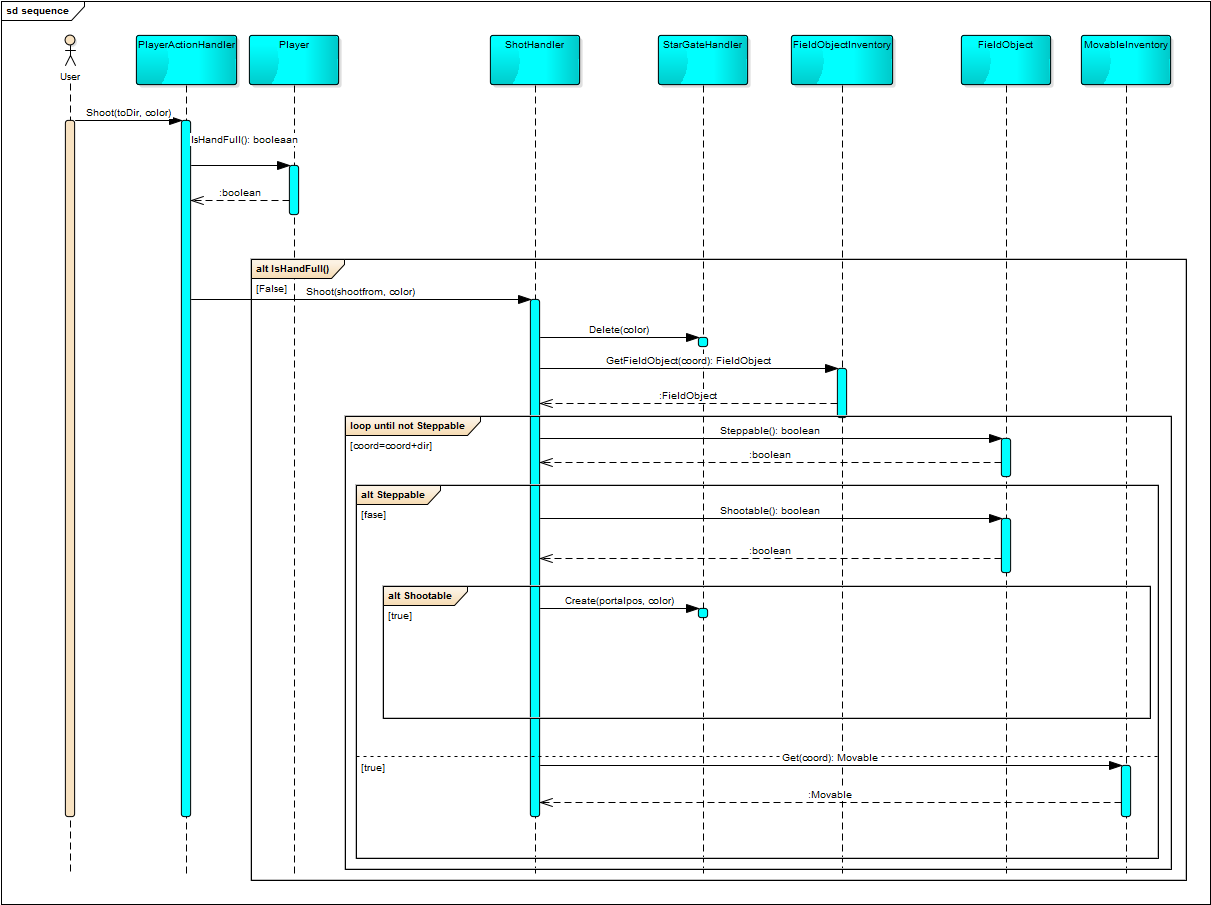 sd sequence
User
PlayerActionHandler
Player
ShotHandler
StarGateHandler
FieldObjectInventory
FieldObject
MovableInventory
Shoot(toDir, color)
IsHandFull(): booleaan
:boolean
alt IsHandFull()
[False]
Shoot(shootfrom, color)
Delete(color)
GetFieldObject(coord): FieldObject
:FieldObject
loop until not Steppable
[coord=coord+dir]
Steppable(): boolean
:boolean
alt Steppable
[fase]
Shootable(): boolean
:boolean
alt Shootable
[true]
Create(portalpos, color)
[true]
Get(coord): Movable
:Movable